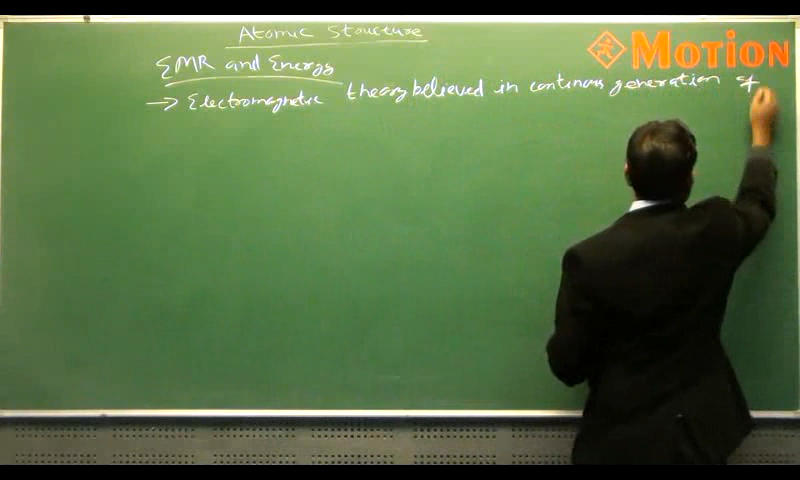 Atomic Structure
MOTION
EMR and Energy
→ Electromagnetic theory believed in continous generation of